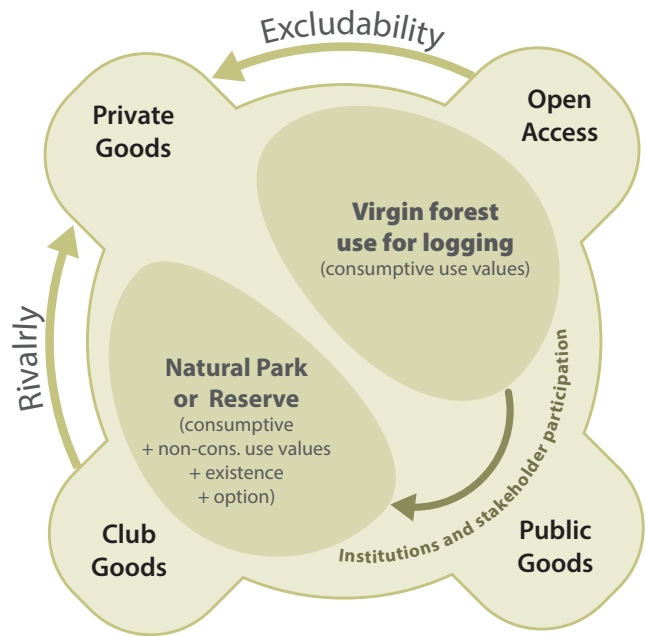 Excludability
Private
Goods
Open
Access
Virgin forest
use for logging
(consumptive use values)
Rivalrly
Natural Park
or Reserve
(consumptive
+ non-cons. use values
+ existence
+ option)
Institutions and stakeholder participation
Club
Goods
Public
Goods